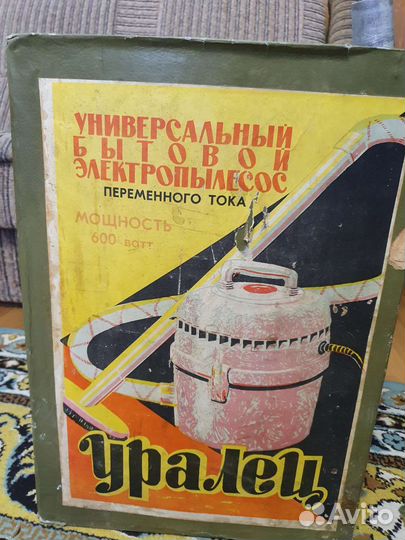 УНИВЕРСАЛЬНЫЙ
БЫТОВОЙ
ЭЛЕКТРОПЫЛЕСОС
ПЕРЕМЕННОГО ТОКА
МОЩНОСТЬ
600 ватт
уралец
Avito